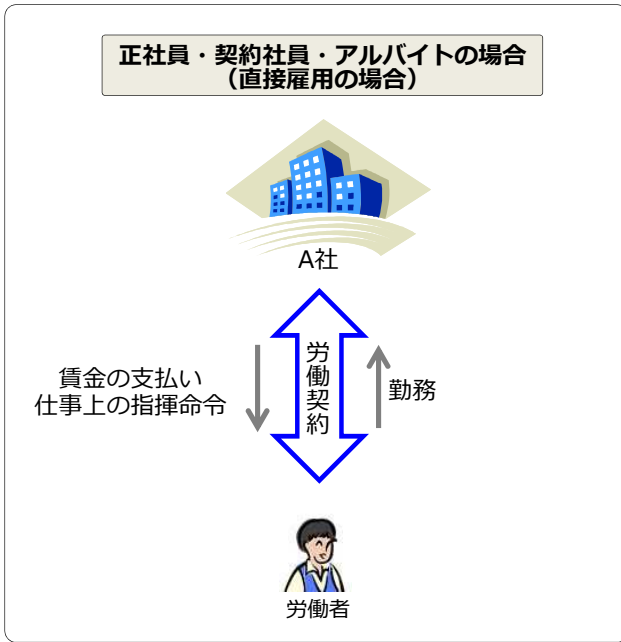 正社員・契約社員・アルバイトの場合
（直接雇用の場合）
A社
賃金の支払い
仕事上の指揮命令
労働契約
勤務
労働者